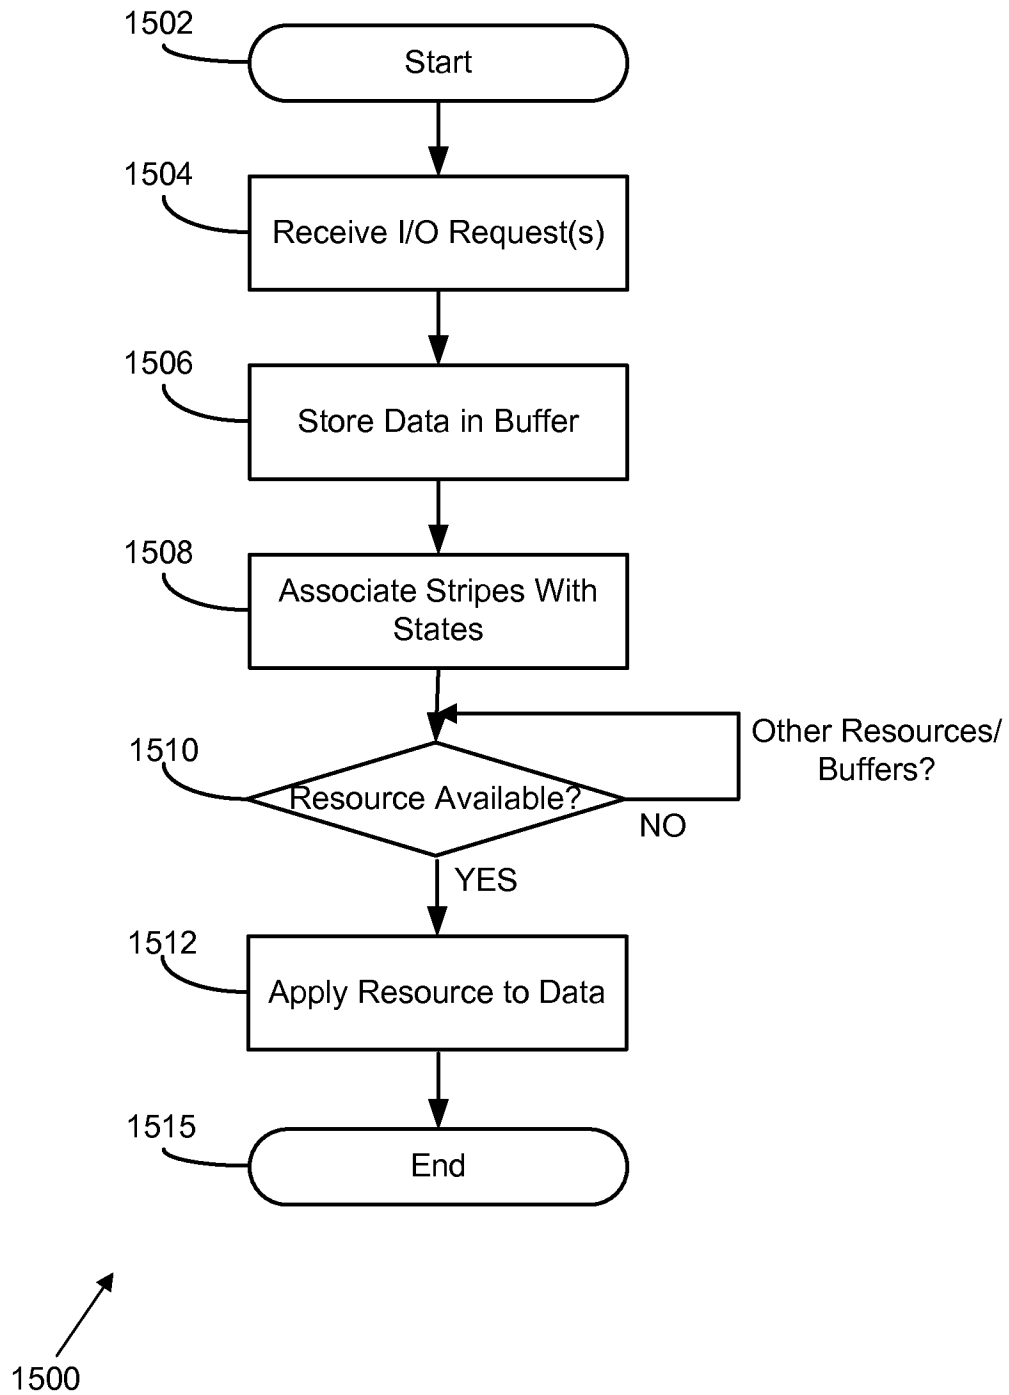 1502
Start
1504
Receive I/O Request(s)
1506
Store Data in Buffer
1508
Associate Stripes With
States
Other Resources/
Buffers?
1510
Resource Available?
NO
YES
1512
Apply Resource to Data
1515
End
1500